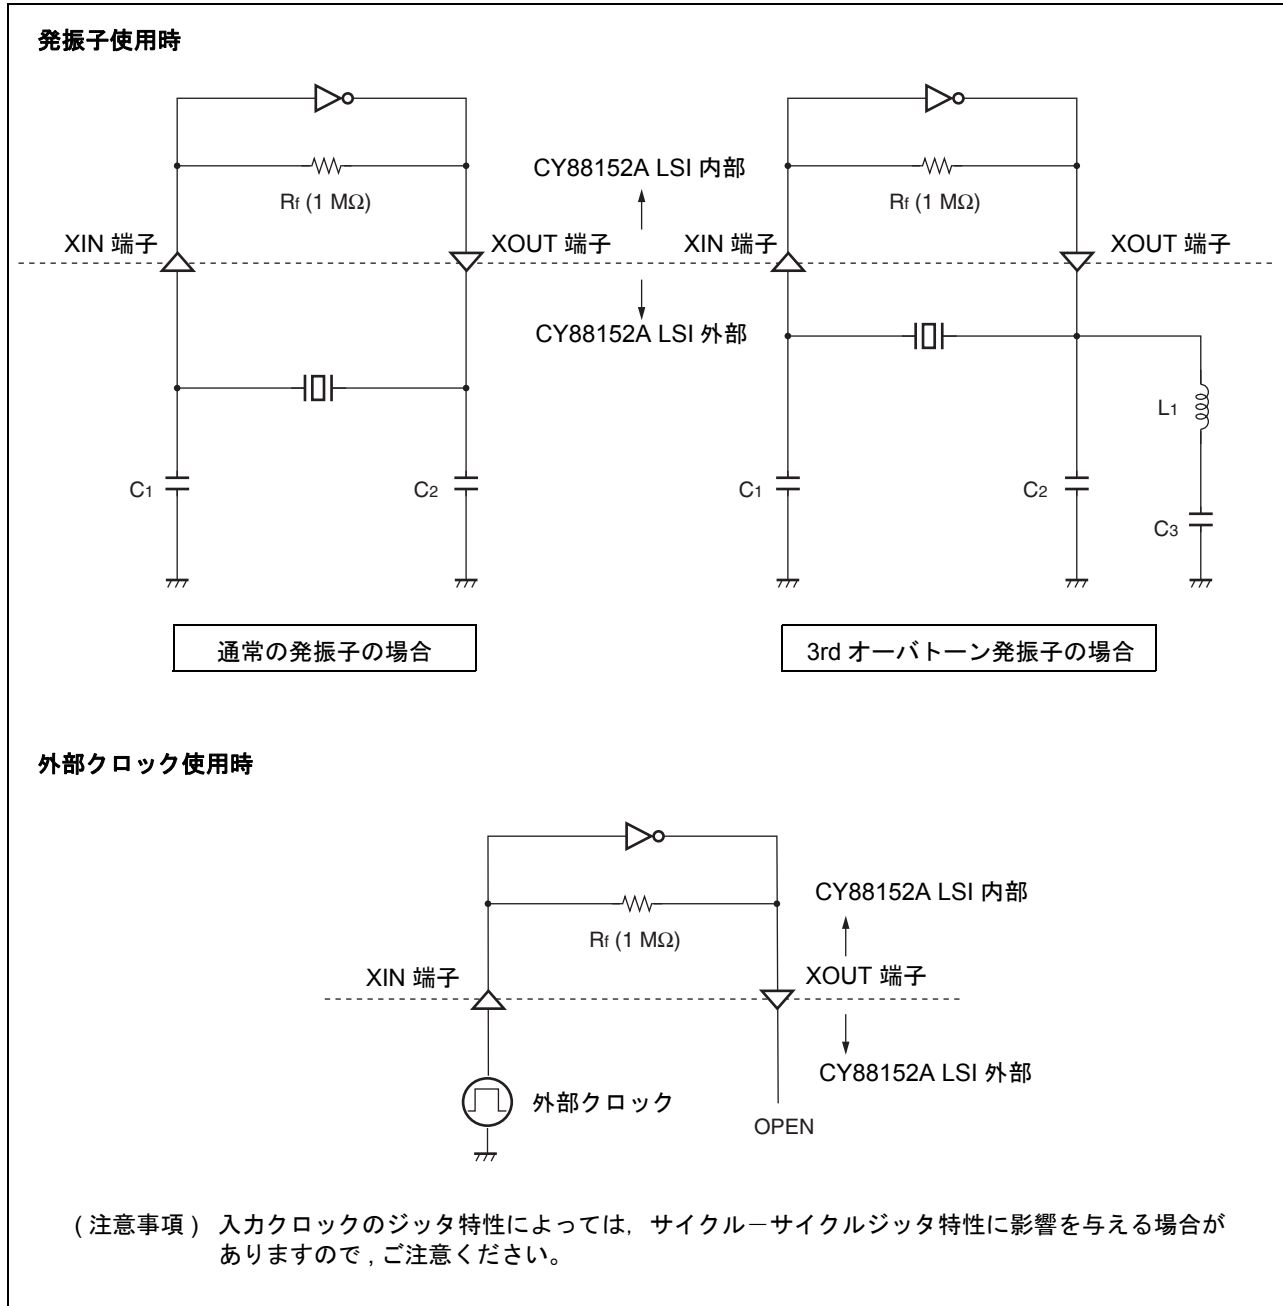 発振子使用時
Rf (1 MΩ)
CY88152A LSI 内部
Rf (1 MΩ)
XIN 端子
XOUT 端子
XIN 端子
XOUT 端子
CY88152A LSI 外部
L1
C1
C2
C1
C2
C3
通常の発振子の場合
3rd オーバトーン発振子の場合
外部クロック使用時
CY88152A LSI 内部
Rf (1 MΩ)
XIN 端子
XOUT 端子
CY88152A LSI 外部
外部クロック
OPEN
( 注意事項 ) 入力クロックのジッタ特性によっては, サイクル−サイクルジッタ特性に影響を与える場合が
ありますので , ご注意ください。